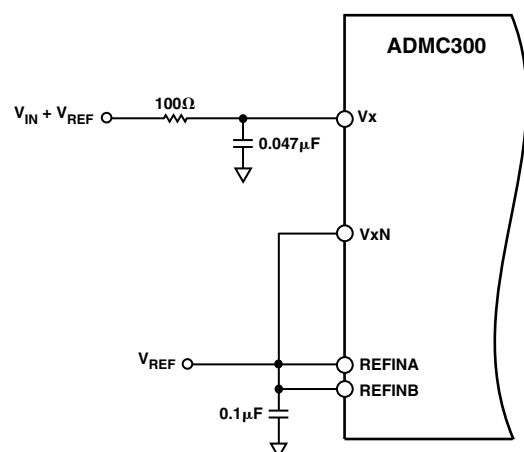 ADMC300
100Ω
V_IN + V_REF
Vx
0.047μF
VxN
V_REF
REFINA
REFINB
0.1μF